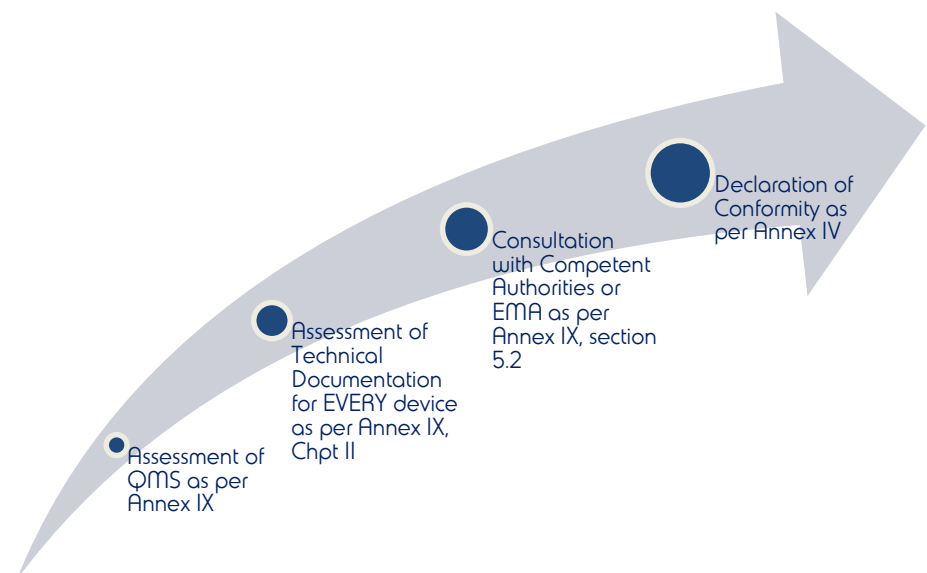 Assessment of
QMS as per
Annex IX
Assessment of
Technical
Documentation
for EVERY device
as per Annex IX,
Chpt II
Consultation
with Competent
Authorities or
EMA as per
Annex IX, section
5.2
Declaration of
Conformity as
per Annex IV